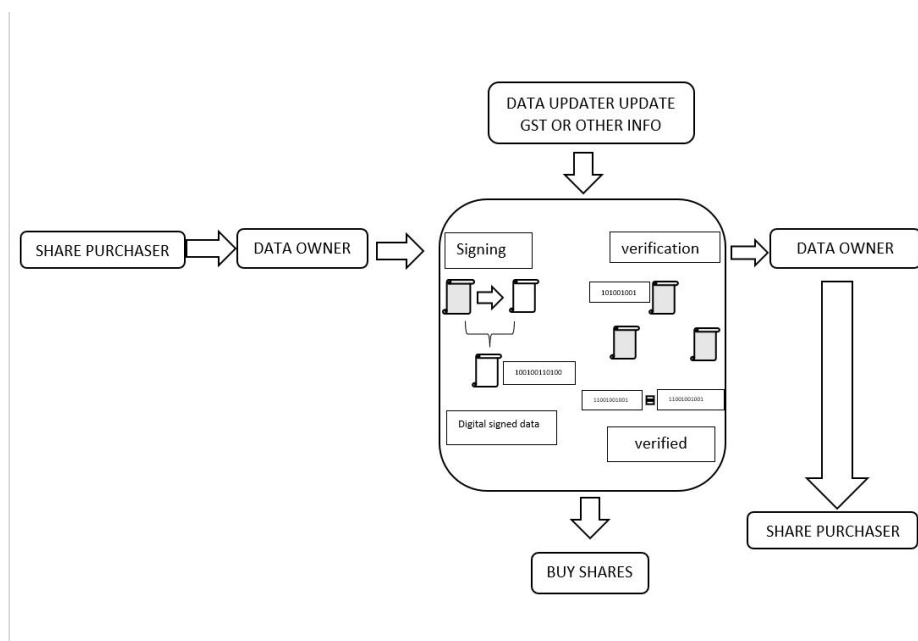 DATA UPDATER UPDATE
GST OR OTHER INFO
SHARE PURCHASER
DATA OWNER
Signing
verification
DATA OWNER
101001001
100100110100
11001001001
=
11001001001
Digital signed data
verified
SHARE PURCHASER
BUY SHARES